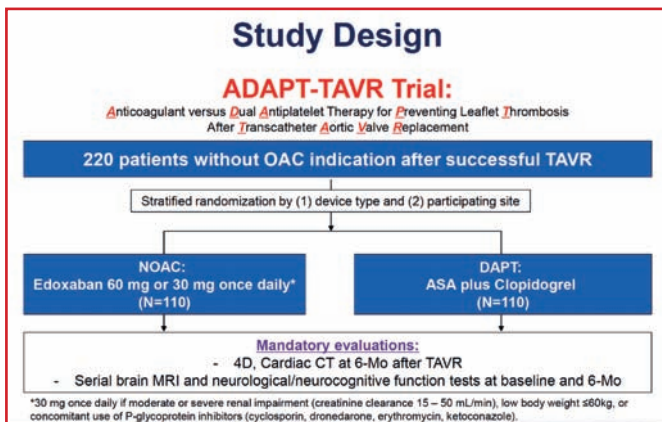 Study Design
ADAPT-TAVR Trial:
Anticoagulant versus Dual Antiplatelet Therapy for Preventing Leaflet Thrombosis
After Transcatheter Aortic Valve Replacement
220 patients without OAC indication after successful TAVR
Stratified randomization by (1) device type and (2) participating site
NOAC:
Edoxaban 60 mg or 30 mg once daily*
(N=110)
DAPT:
ASA plus Clopidogrel
(N=110)
Mandatory evaluations:
- 4D, Cardiac CT at 6-Mo after TAVR
- Serial brain MRI and neurological/neurocognitive function tests at baseline and 6-Mo
*30 mg once daily if moderate or severe renal impairment (creatinine clearance 15 – 50 mL/min), low body weight ≤60kg, or
concomitant use of P-glycoprotein inhibitors (cyclosporin, dronedarone, erythromycin, ketoconazole).